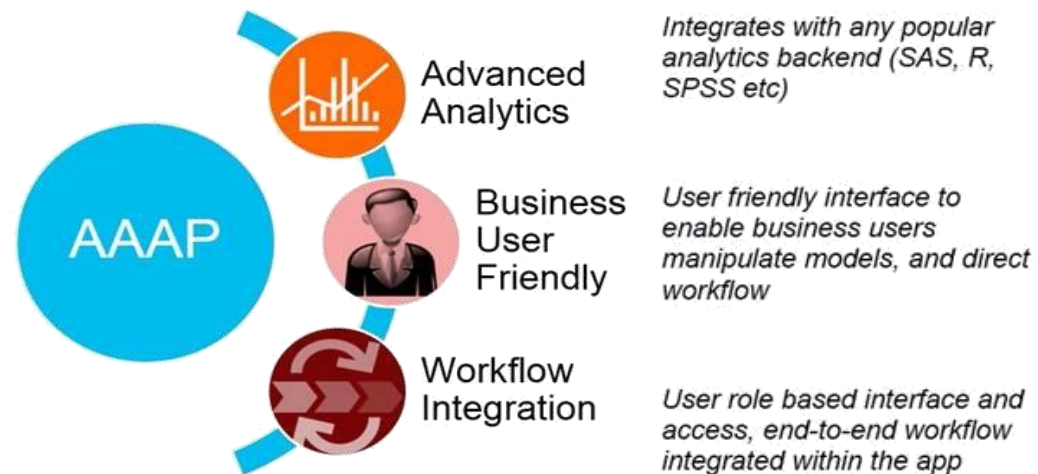 AAAP
Advanced
Analytics
Integrates with any popular
analytics backend (SAS, R,
SPSS etc)
Business
User
Friendly
User friendly interface to
enable business users
manipulate models, and direct
workflow
Workflow
Integration
User role based interface and
access, end-to-end workflow
integrated within the app